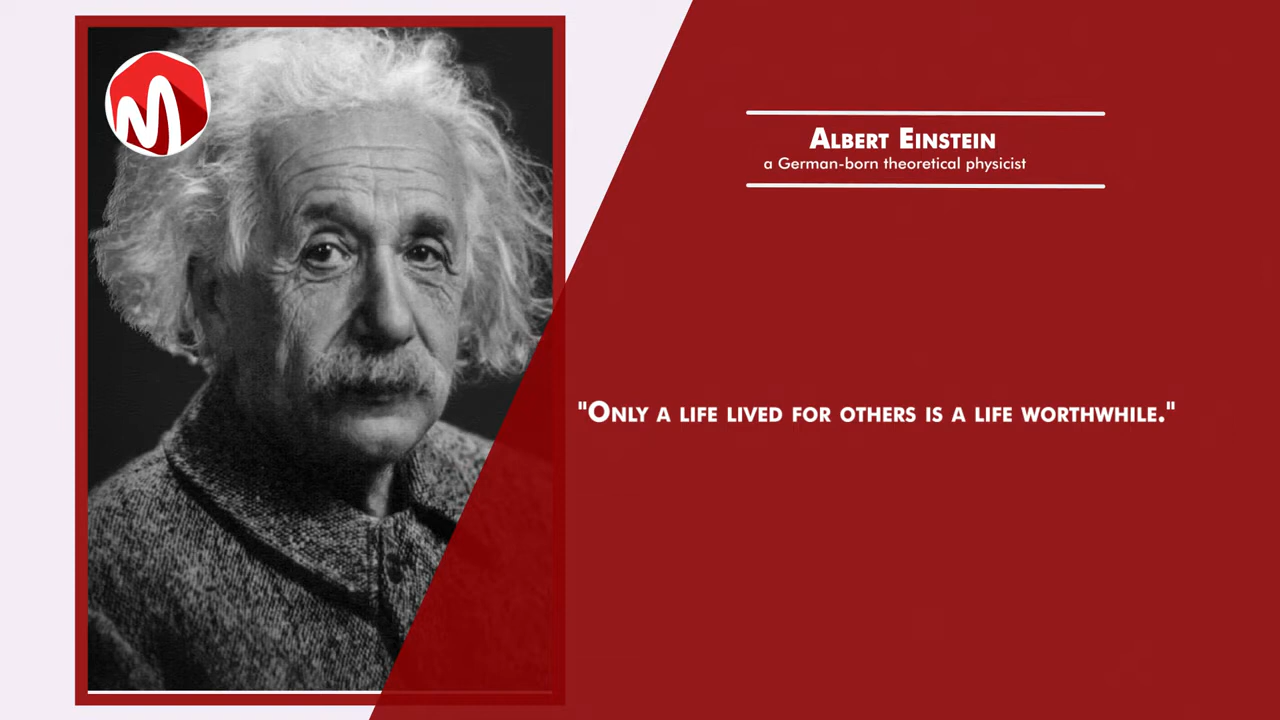 Albert Einstein
a German-born theoretical physicist
"Only a life lived for others is a life worthwhile."